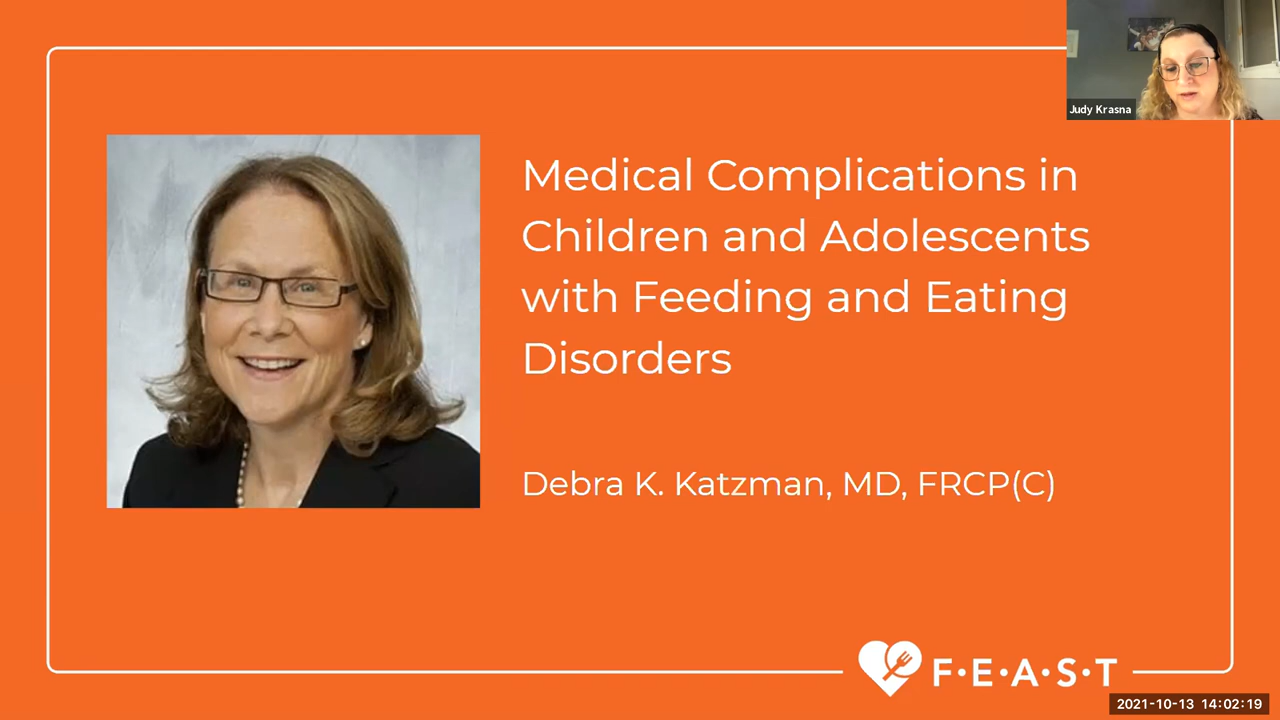 Judy Krasna
Medical Complications in
Children and Adolescents
with Feeding and Eating
Disorders
Debra K. Katzman, MD, FRCP(C)
F·E·A·S·T
2021-10-13 14:02:19